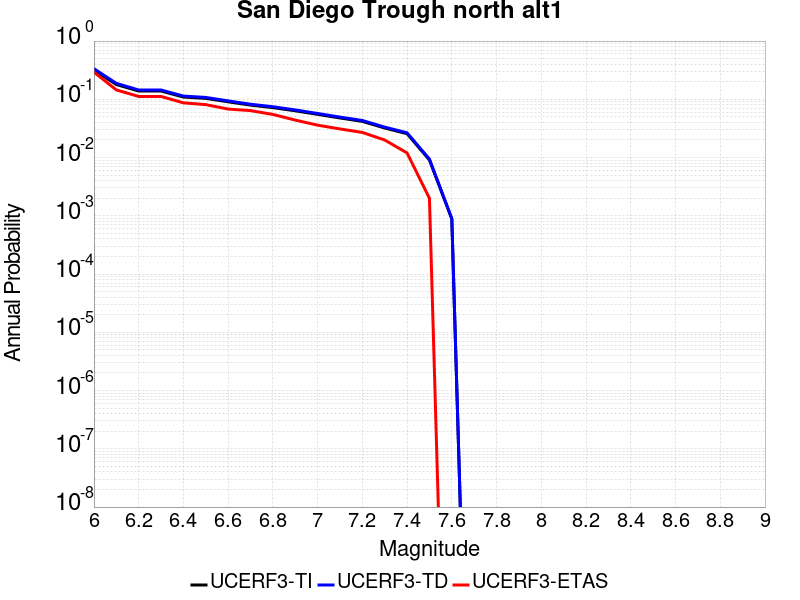 San Diego Trough north alt1
10^0
10^-1
10^-2
10^-3
10^-4
10^-5
10^-6
10^-7
10^-8
Annual Probability
6 6.2 6.4 6.6 6.8 7 7.2 7.4 7.6 7.8 8 8.2 8.4 8.6 8.8 9
Magnitude
UCERF3-TI UCERF3-TD UCERF3-ETAS